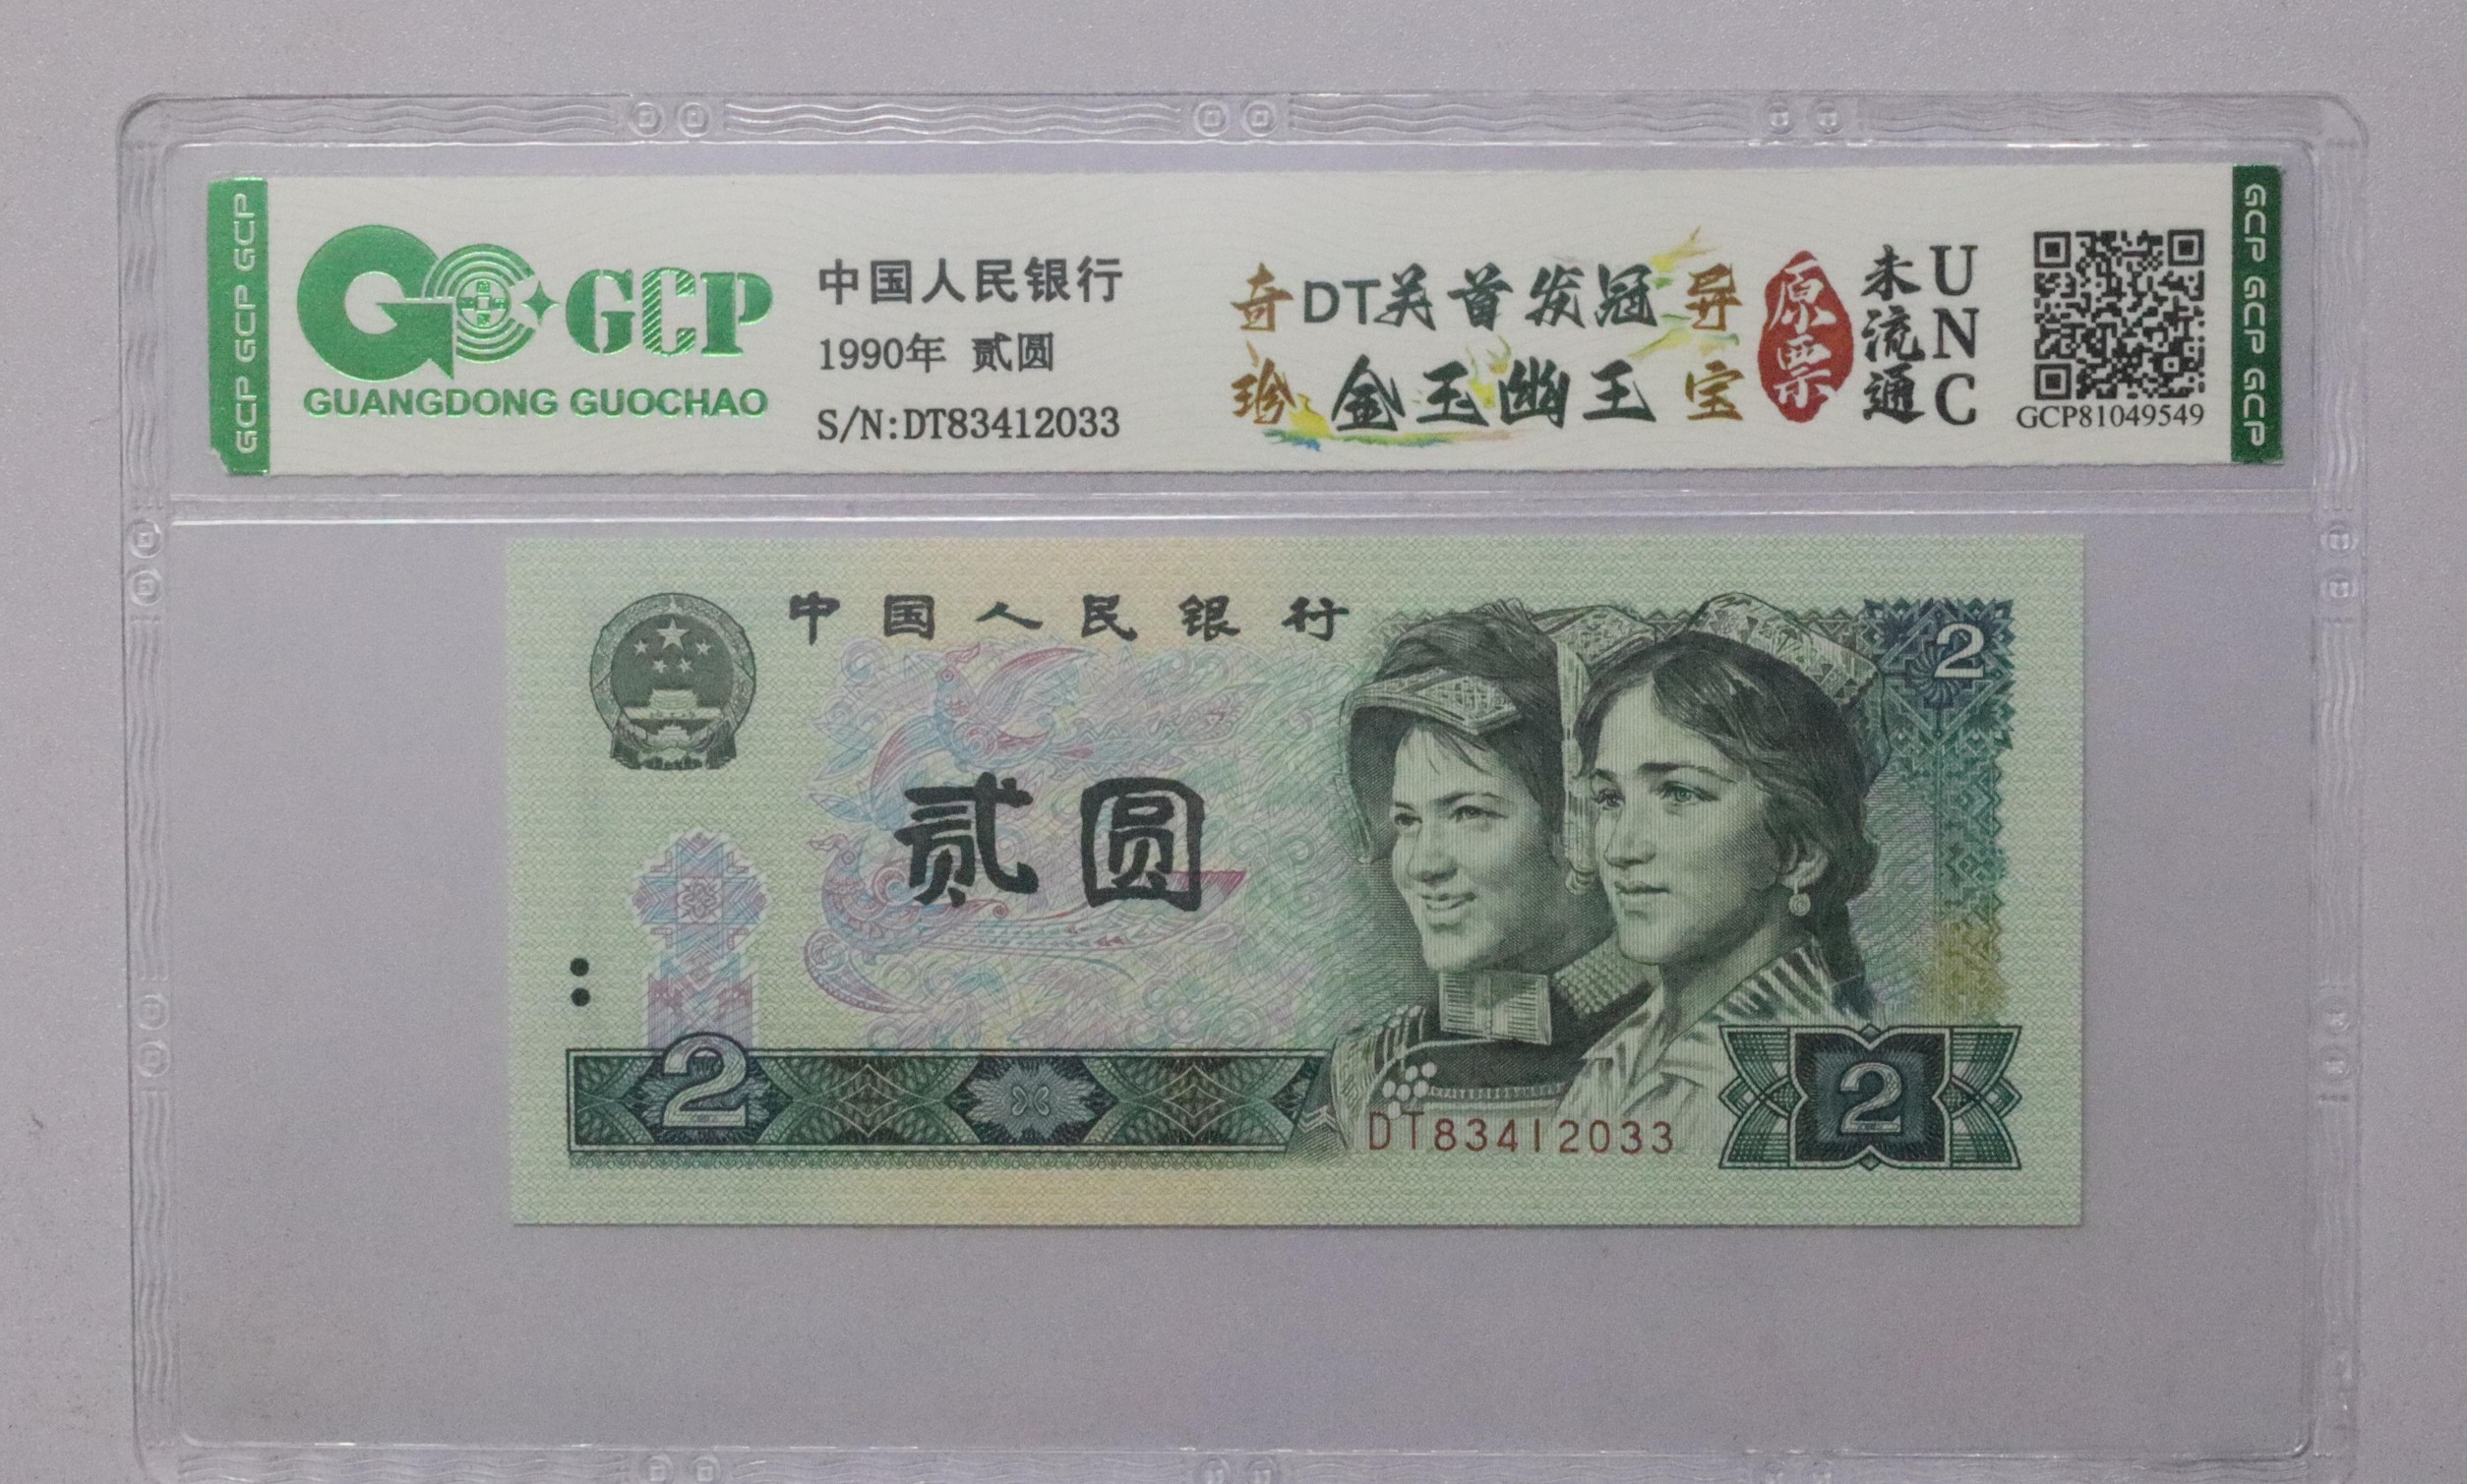 GCP GCP GCP
GCP
GUANGDONG GUOCHAO
中国人民银行
1990年 贰圆
S/N:DT83412033
奇珍
DT关首发冠
金玉幽王
异宝
原票
未流通
UNC
GCP81049549
GCP GCP GCP
中国人民银行
2
贰圆
2
DT83412033
2